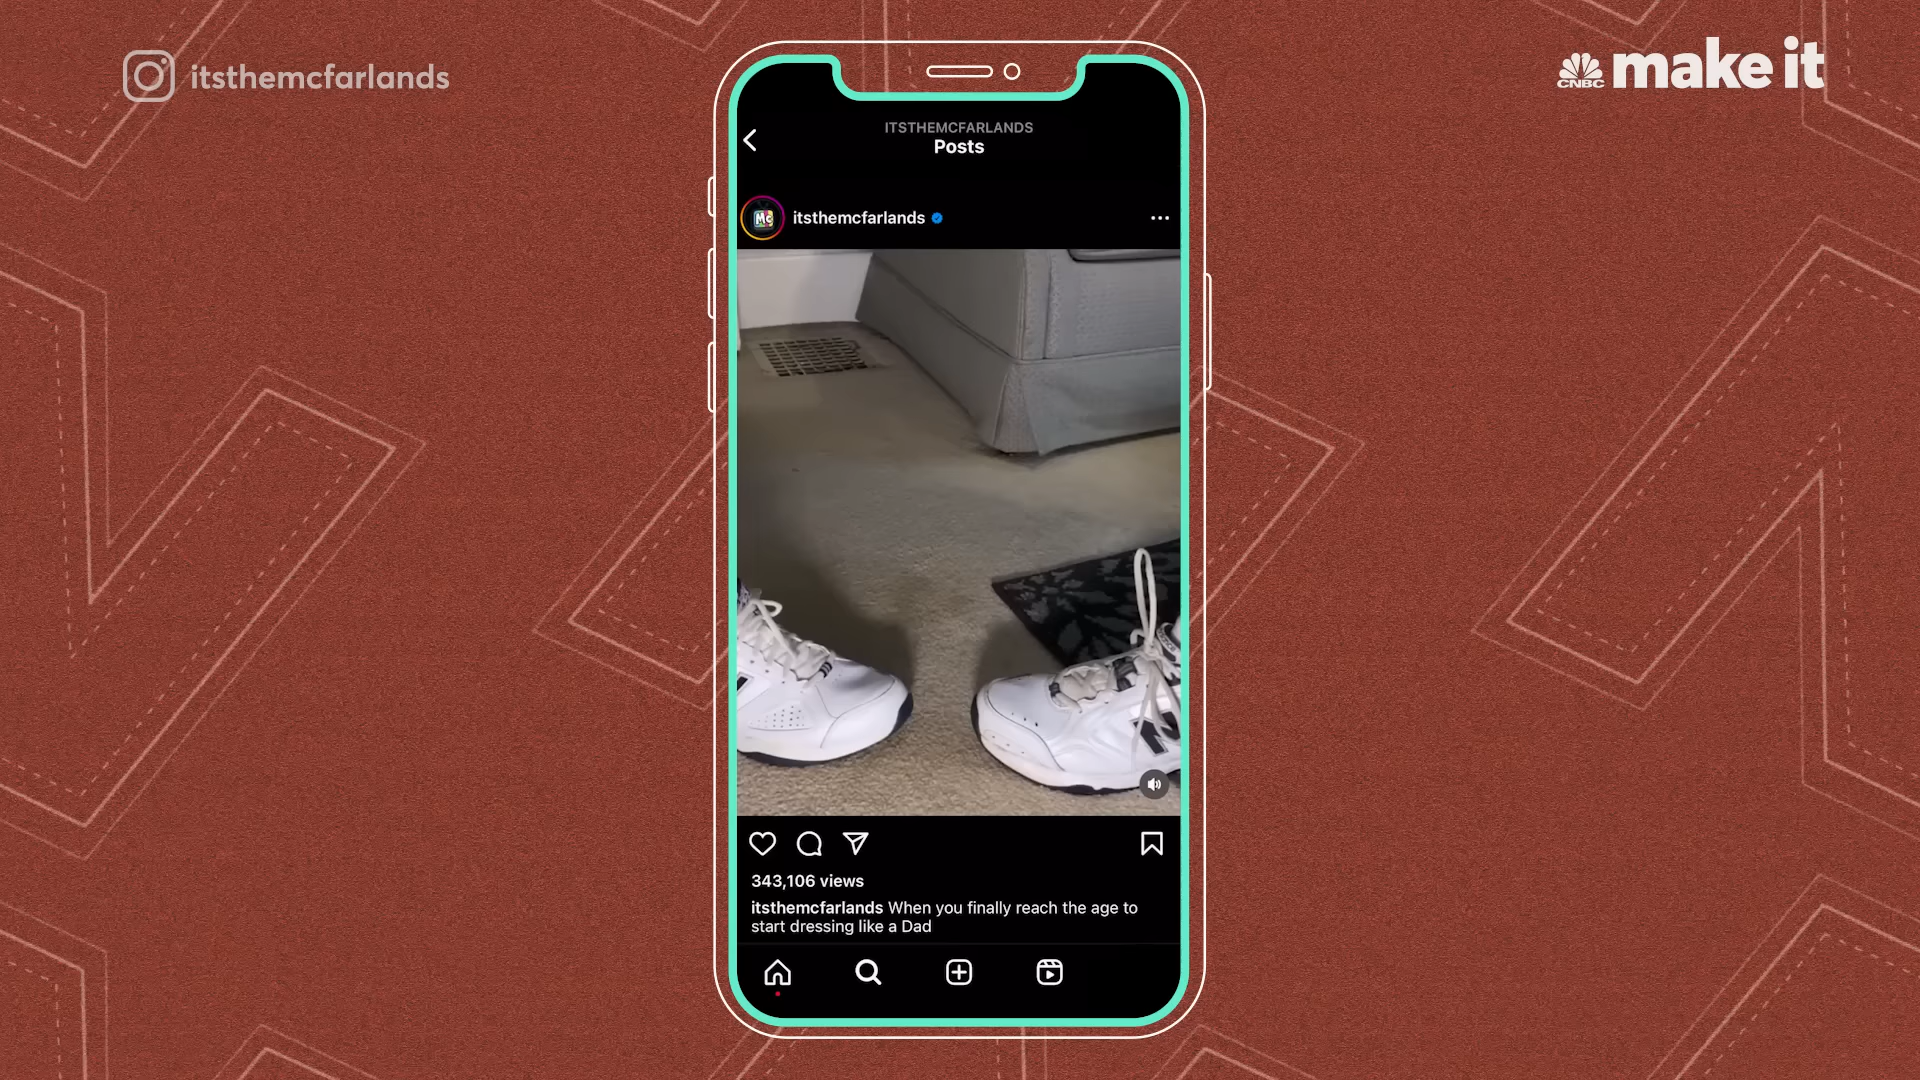 itsthemcfarlands
CNBC
make it
ITSTHEMCFARLANDS
Posts
Mc
itsthemcfarlands
343,106 views
itsthemcfarlands When you finally reach the age to
start dressing like a Dad